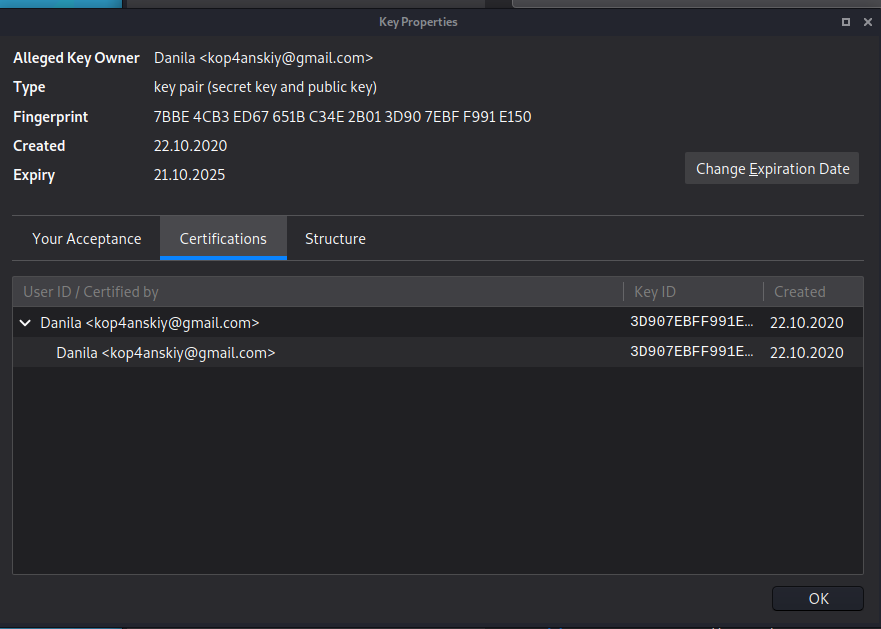 Key Properties
Alleged Key Owner Danila <kop4anskiy@gmail.com>
Type key pair (secret key and public key)
Fingerprint 7BBE 4CB3 ED67 651B C34E 2B01 3D90 7EBF F991 E150
Created 22.10.2020
Expiry 21.10.2025
Change Expiration Date
Your Acceptance Certifications Structure
User ID / Certified by Key ID Created
Danila <kop4anskiy@gmail.com> 3D907EBFF991E… 22.10.2020
Danila <kop4anskiy@gmail.com> 3D907EBFF991E… 22.10.2020
OK